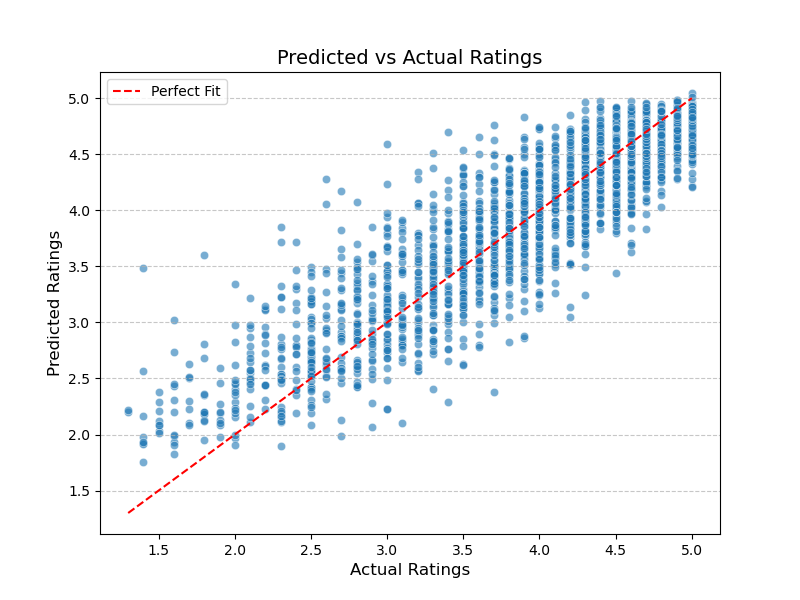 Predicted vs Actual Ratings
Perfect Fit
Predicted Ratings
5.0
4.5
4.0
3.5
3.0
2.5
2.0
1.5
1.5 2.0 2.5 3.0 3.5 4.0 4.5 5.0
Actual Ratings